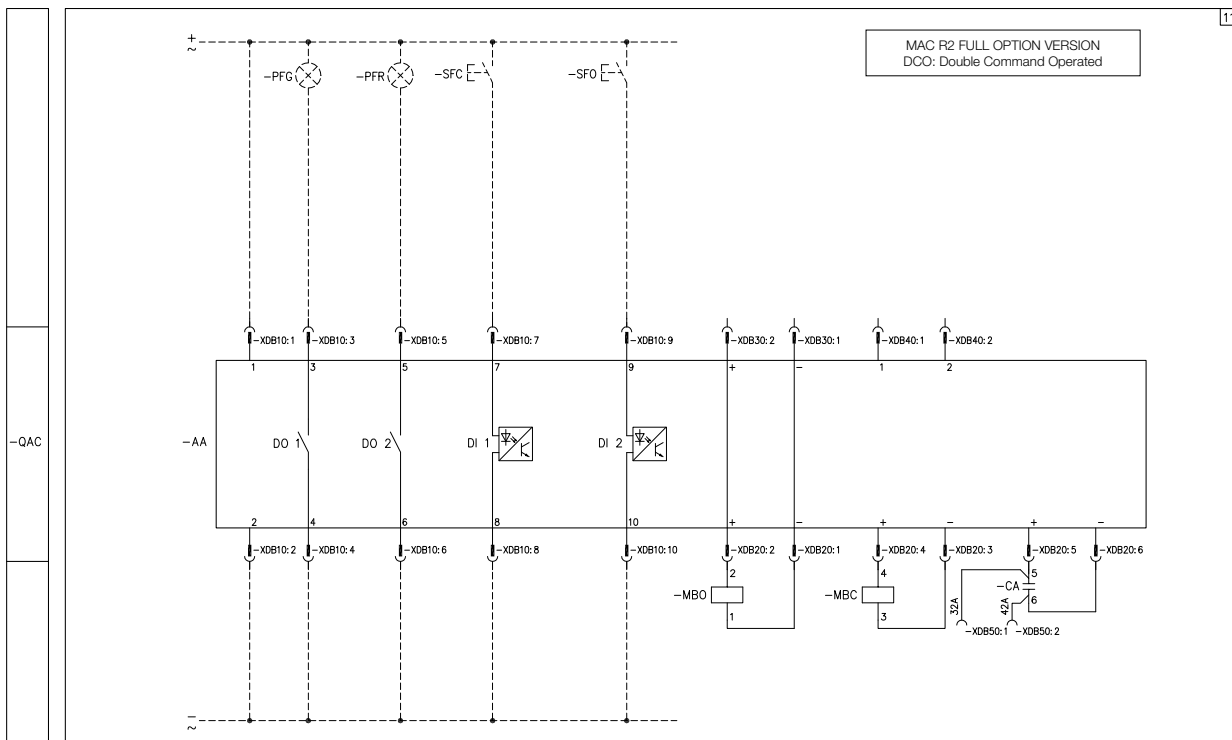 11
MAC R2 FULL OPTION VERSION
DCO: Double Command Operated
+
~
-PFG
-PFR
-SFC
-SFO
-XDB10:1
-XDB10:3
-XDB10:5
-XDB10:7
-XDB10:9
-XDB30:2
-XDB30:1
-XDB40:1
-XDB40:2
1 3 5 7 9 + - 1 2
-QAC
-AA
DO 1
DO 2
DI 1
DI 2
2 4 6 8 10 + - + - + -
-XDB10:2
-XDB10:4
-XDB10:6
-XDB10:8
-XDB10:10
-XDB20:2
-XDB20:1
-XDB20:4
-XDB20:3
-XDB20:5
-XDB20:6
2
-MBO
1
4
-MBC
3
5
-CA
6
32A
42A
-XDB50:1
-XDB50:2
-
~